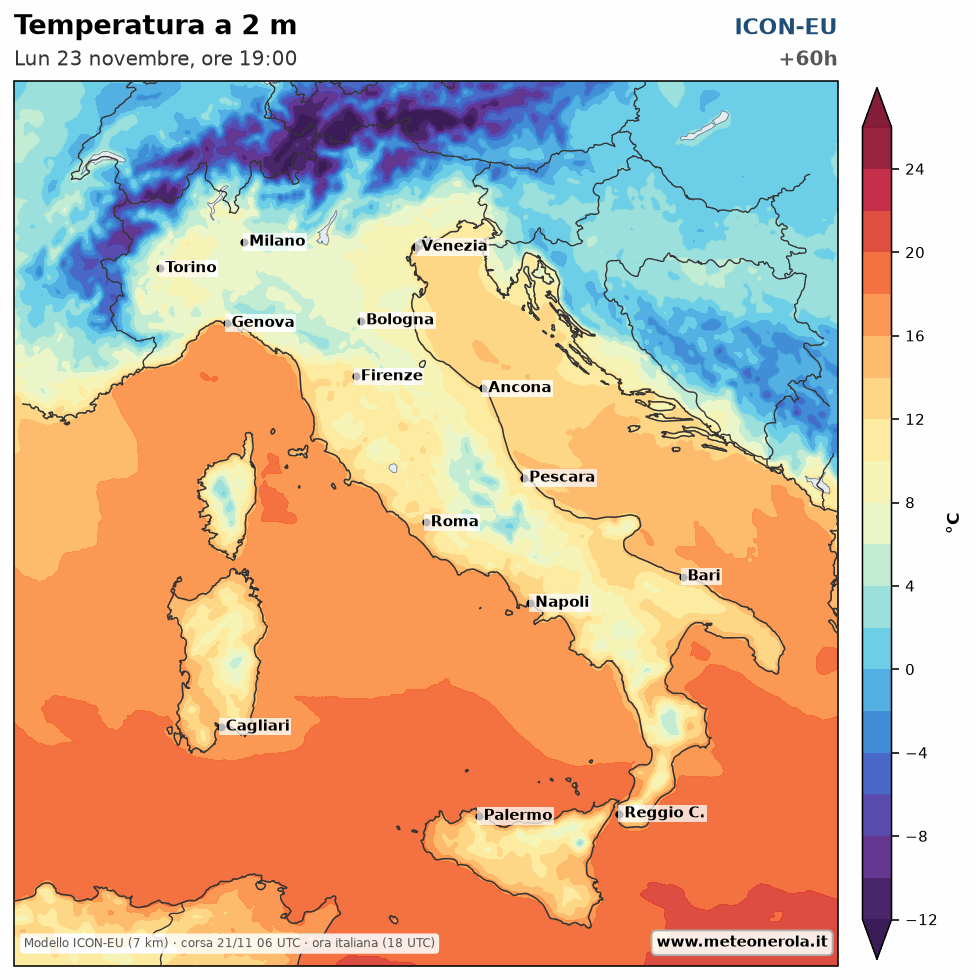 Temperatura a 2 m
ICON-EU
Lun 23 novembre, ore 19:00
+60h
Milano
Venezia
Torino
Genova
Bologna
Firenze
Ancona
Pescara
Roma
Bari
Napoli
Cagliari
Palermo
Reggio C.
24
20
16
12
8
4
0
−4
−8
−12
°C
Modello ICON-EU (7 km) · corsa 21/11 06 UTC · ora italiana (18 UTC)
www.meteonerola.it